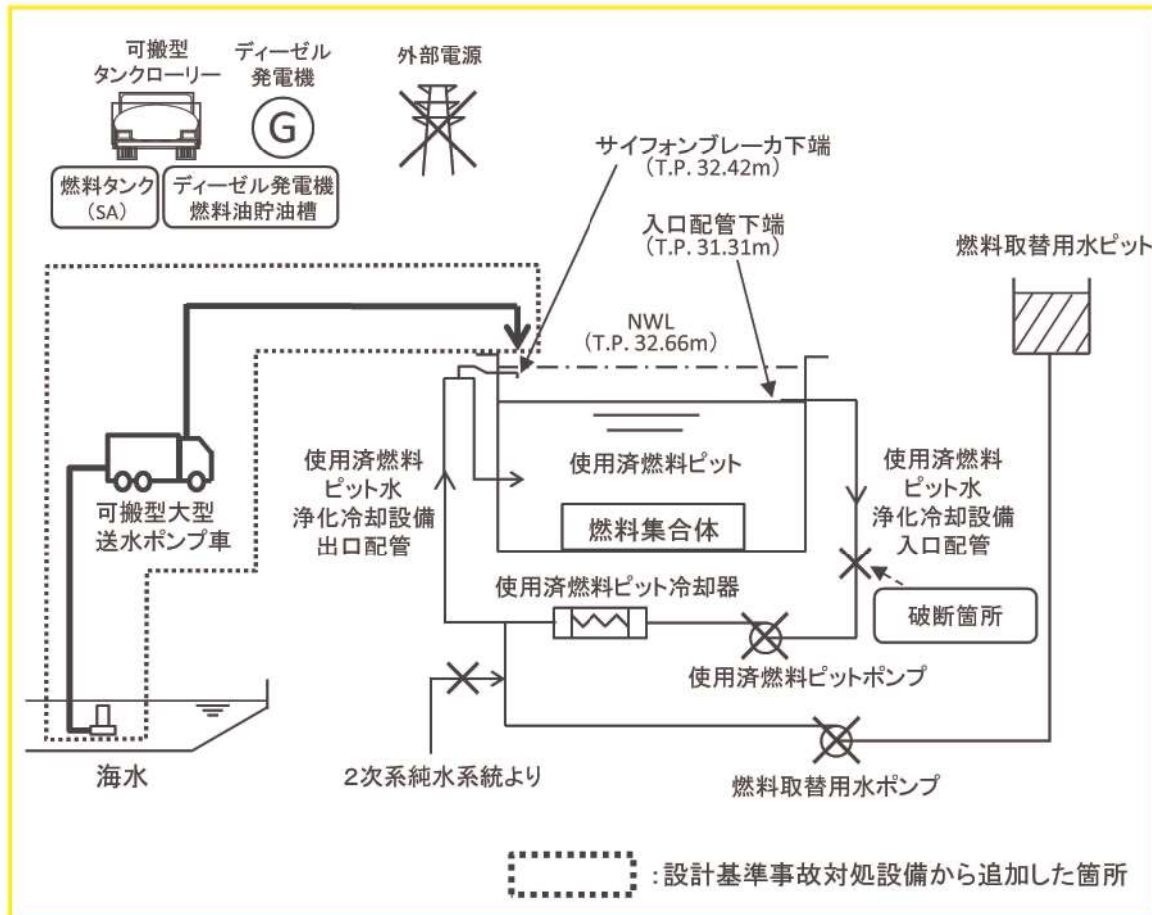 可搬型
タンクローリー
ディーゼル
発電機
外部電源
G
燃料タンク
(SA)
ディーゼル発電機
燃料油貯油槽
サイフォンブレーカ下端
(T.P. 32.42m)
入口配管下端
(T.P. 31.31m)
燃料取替用水ピット
NWL
(T.P. 32.66m)
可搬型大型
送水ポンプ車
使用済燃料
ピット水
浄化冷却設備
出口配管
使用済燃料ピット
燃料集合体
使用済燃料
ピット水
浄化冷却設備
入口配管
使用済燃料ピット冷却器
破断箇所
使用済燃料ピットポンプ
海水
2次系純水系統より
燃料取替用水ポンプ
:設計基準事故対処設備から追加した箇所